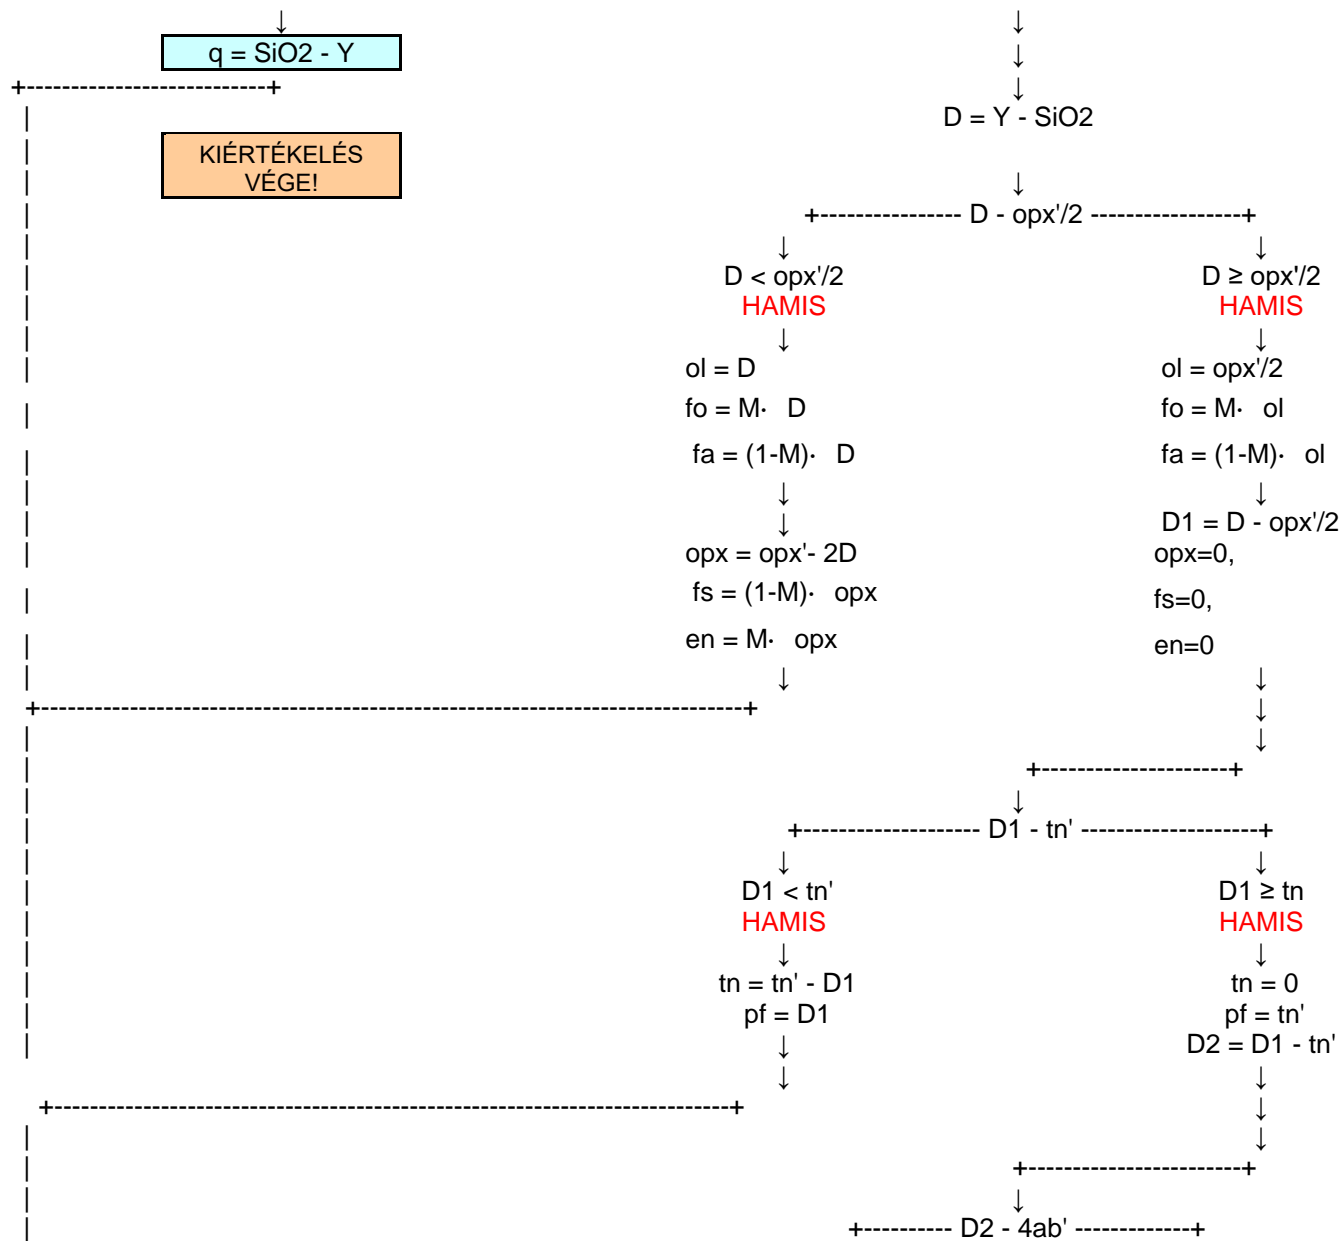 q = SiO2 - Y
D = Y - SiO2
KIÉRTÉKELÉS
VÉGE!
D - opx'/2
D < opx'/2
HAMIS
D ≥ opx'/2
HAMIS
ol = D
ol = opx'/2
fo = M· D
fo = M· ol
fa = (1-M)· D
fa = (1-M)· ol
D1 = D - opx'/2
opx = opx'- 2D
opx=0,
fs = (1-M)· opx
fs=0,
en = M· opx
en=0
D1 - tn'
D1 < tn'
HAMIS
D1 ≥ tn
HAMIS
tn = tn' - D1
tn = 0
pf = D1
pf = tn'
D2 = D1 - tn'
D2 - 4ab'